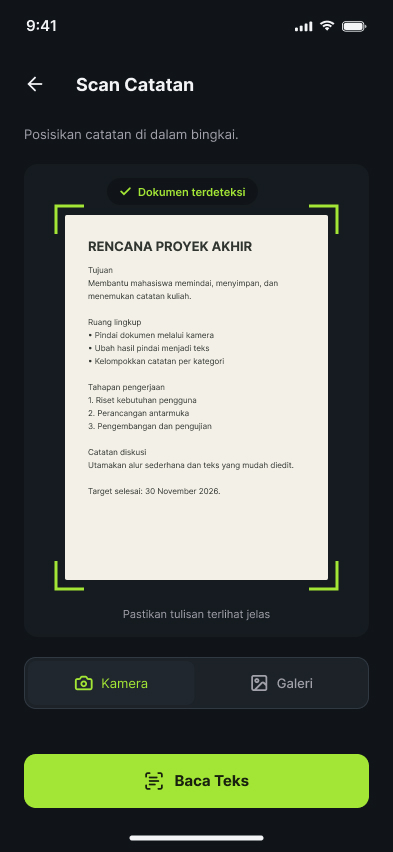 9:41
Scan Catatan
Posisikan catatan di dalam bingkai.
Dokumen terdeteksi
RENCANA PROYEK AKHIR
Tujuan
Membantu mahasiswa memindai, menyimpan, dan
menemukan catatan kuliah.
Ruang lingkup
• Pindai dokumen melalui kamera
• Ubah hasil pindai menjadi teks
• Kelompokkan catatan per kategori
Tahapan pengerjaan
1. Riset kebutuhan pengguna
2. Perancangan antarmuka
3. Pengembangan dan pengujian
Catatan diskusi
Utamakan alur sederhana dan teks yang mudah diedit.
Target selesai: 30 November 2026.
Pastikan tulisan terlihat jelas
Kamera
Galeri
Baca Teks